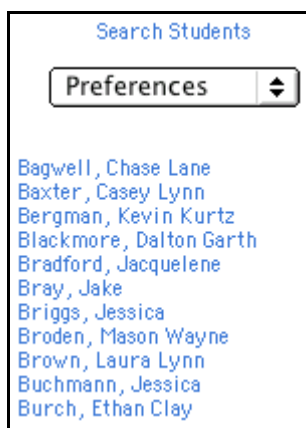 Search Students
Preferences
Bagwell, Chase Lane
Baxter, Casey Lynn
Bergman, Kevin Kurtz
Blackmore, Dalton Garth
Bradford, Jacquelene
Bray, Jake
Briggs, Jessica
Broden, Mason Wayne
Brown, Laura Lynn
Buchmann, Jessica
Burch, Ethan Clay